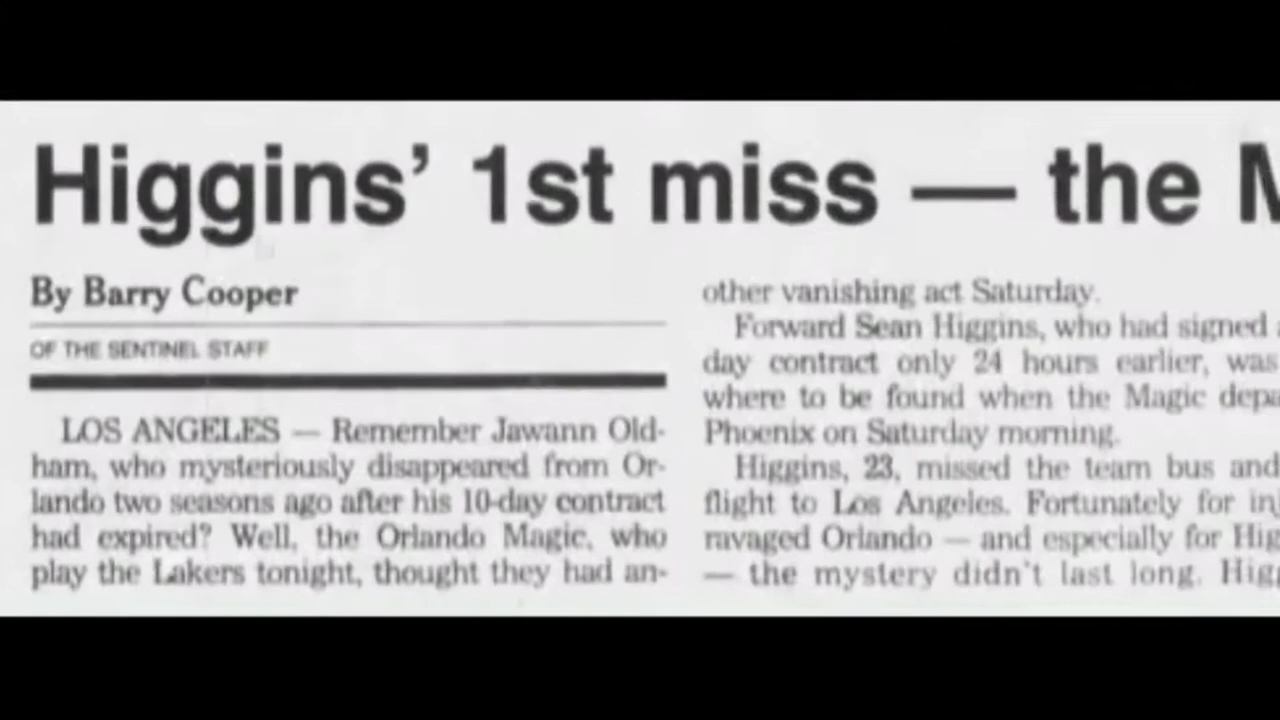 Higgins' 1st miss — the M
By Barry Cooper
OF THE SENTINEL STAFF
LOS ANGELES — Remember Jawann Old-
ham, who mysteriously disappeared from Or-
lando two seasons ago after his 10-day contract
had expired? Well, the Orlando Magic, who
play the Lakers tonight, thought they had an-
other vanishing act Saturday.
Forward Sean Higgins, who had signed
day contract only 24 hours earlier, was
where to be found when the Magic depa
Phoenix on Saturday morning.
Higgins, 23, missed the team bus and
flight to Los Angeles. Fortunately for in
ravaged Orlando — and especially for Hig
— the mystery didn't last long. Higg